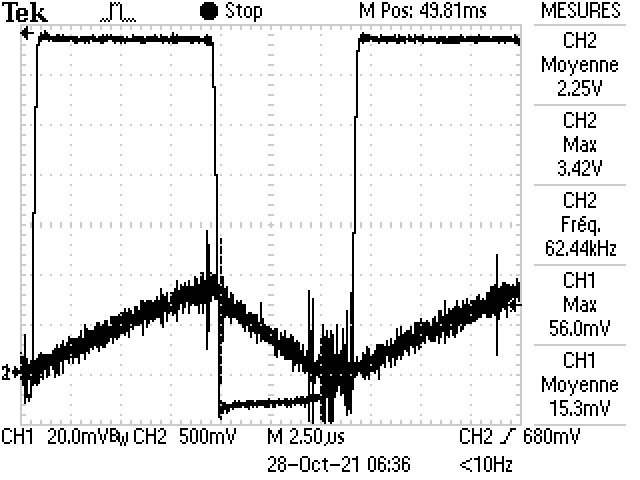 Tek Stop M Pos: 49.81ms MESURES
CH2
Moyenne
2.25V
CH2
Max
3.42V
CH2
Fréq.
62.44kHz
CH1
Max
56.0mV
CH1
Moyenne
15.3mV
2
CH1 20.0mVBW CH2 500mV M 2.50µs CH2 680mV
28-Oct-21 06:36 <10Hz